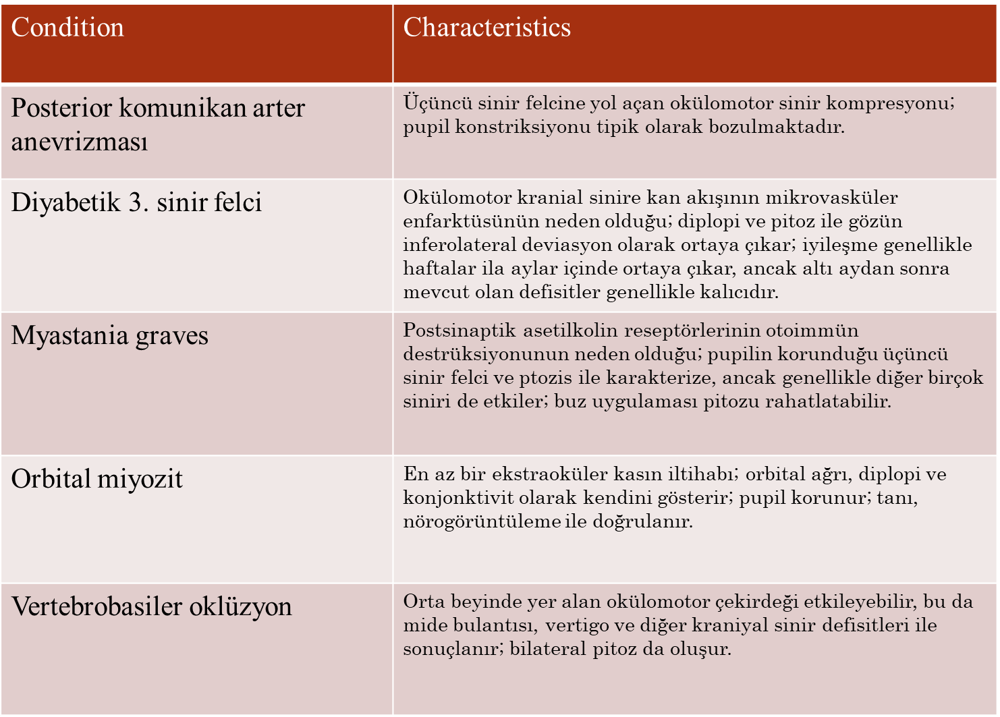 Condition
Characteristics
Posterior komunikan arter
anevrizması
Üçüncü sinir felcine yol açan okülomotor sinir kompresyonu;
pupil konstriksiyonu tipik olarak bozulmaktadır.
Diyabetik 3. sinir felci
Okülomotor kranial sinire kan akışının mikrovasküler
enfarktüsünün neden olduğu; diplopi ve pitoz ile gözün
inferolateral deviasyon olarak ortaya çıkar; iyileşme genellikle
haftalar ila aylar içinde ortaya çıkar, ancak altı aydan sonra
mevcut olan defisitler genellikle kalıcıdır.
Myastania graves
Postsinaptik asetilkolin reseptörlerinin otoimmün
destrüksiyonunun neden olduğu; pupilin korunduğu üçüncü
sinir felci ve ptozis ile karakterize, ancak genellikle diğer birçok
siniri de etkiler; buz uygulaması pitozu rahatlatabilir.
Orbital miyozit
En az bir ekstraoküler kasın iltihabı; orbital ağrı, diplopi ve
konjonktivit olarak kendini gösterir; pupil korunur; tanı,
nörogörüntüleme ile doğrulanır.
Vertebrobasiler oklüzyon
Orta beyinde yer alan okülomotor çekirdeği etkileyebilir, bu da
mide bulantısı, vertigo ve diğer kraniyal sinir defisitleri ile
sonuçlanır; bilateral pitoz da oluşur.